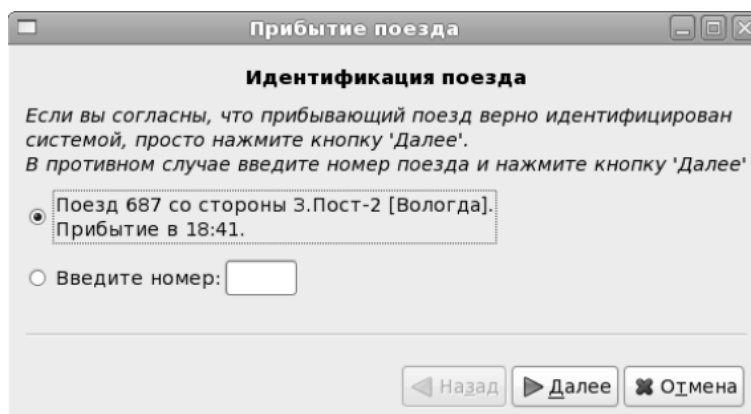 Прибытие поезда
Идентификация поезда
Если вы согласны, что прибывающий поезд верно идентифицирован
системой, просто нажмите кнопку 'Далее'.
В противном случае введите номер поезда и нажмите кнопку 'Далее'
Поезд 687 со стороны З.Пост-2 [Вологда].
Прибытие в 18:41.
Введите номер:
Назад Далее Отмена